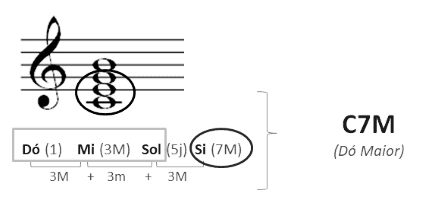 Dó (1) Mi (3M) Sol (5j) Si (7M)
3M + 3m + 3M
C7M
(Dó Maior)